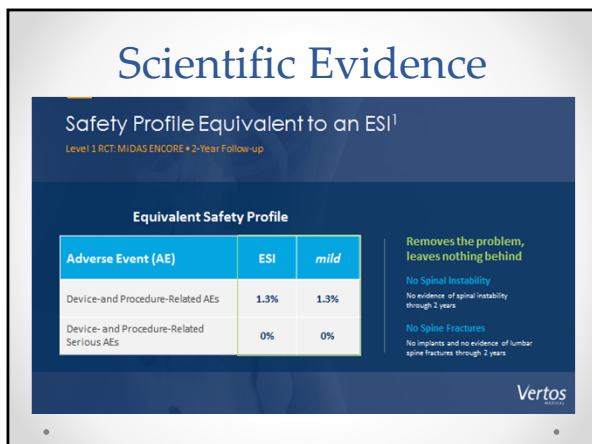 Scientific Evidence
Safety Profile Equivalent to an ESI¹
Level 1 RCT: MiDAS ENCORE • 2-Year Follow-up
Equivalent Safety Profile
Adverse Event (AE) ESI mild
Device-and Procedure-Related AEs 1.3% 1.3%
Device- and Procedure-Related
Serious AEs 0% 0%
Removes the problem,
leaves nothing behind
No Spinal Instability
No evidence of spinal instability
through 2 years
No Spine Fractures
No implants and no evidence of lumbar
spine fractures through 2 years
Vertos
MEDICAL